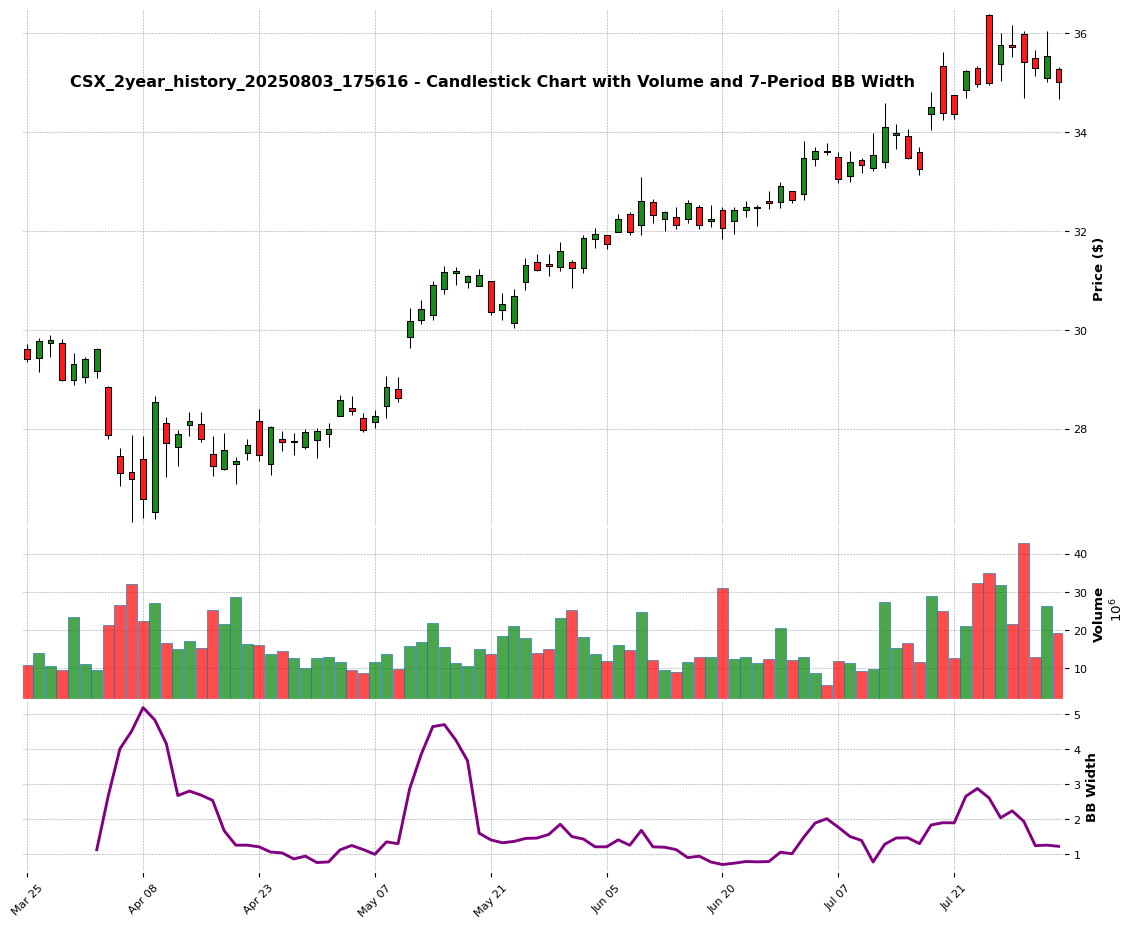 CSX_2year_history_20250803_175616 - Candlestick Chart with Volume and 7-Period BB Width
36
34
32
30
28
Price ($)
40
30
20
10
Volume
10^6
5
4
3
2
1
BB Width
Mar 25
Apr 08
Apr 23
May 07
May 21
Jun 05
Jun 20
Jul 07
Jul 21